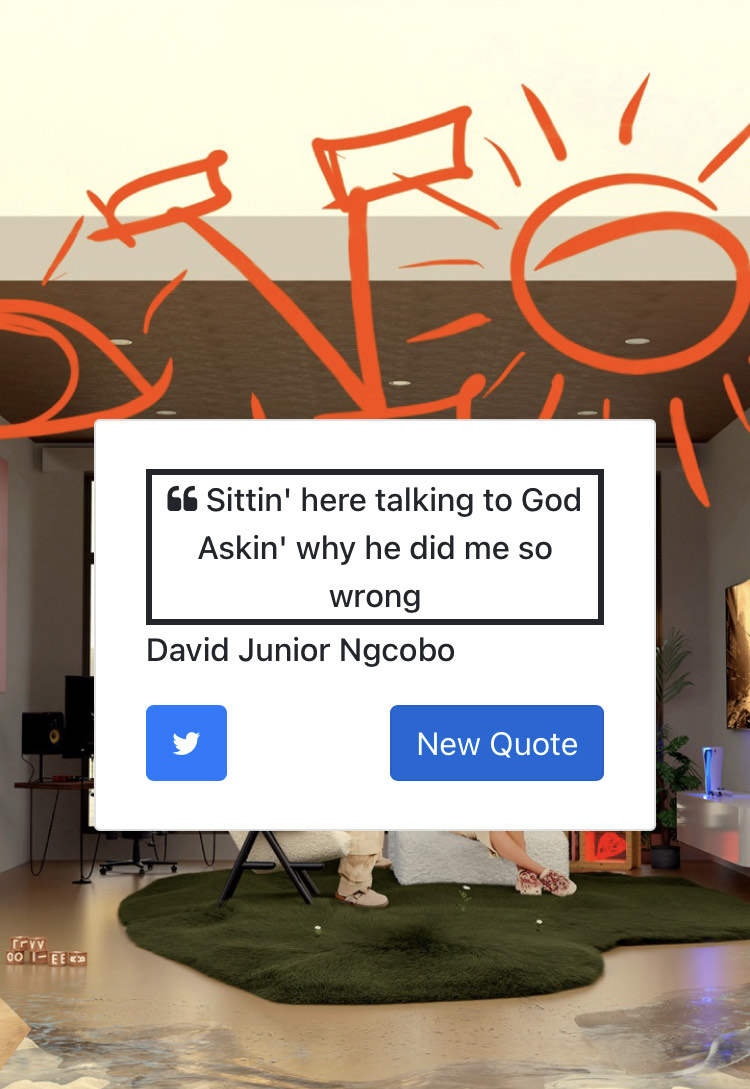 Sittin' here talking to God
Askin' why he did me so
wrong
David Junior Ngcobo
New Quote